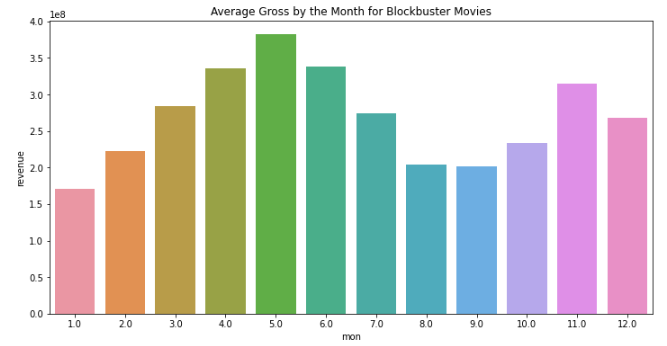 Average Gross by the Month for Blockbuster Movies
1e8
4.0
3.5
3.0
2.5
2.0
1.5
1.0
0.5
0.0
revenue
1.0 2.0 3.0 4.0 5.0 6.0 7.0 8.0 9.0 10.0 11.0 12.0
mon